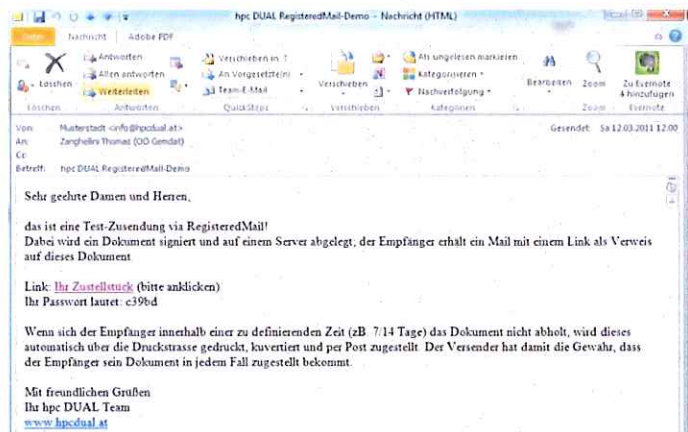 hpc DUAL RegisteredMail-Demo - Nachricht (HTML)
Datei Nachricht Adobe PDF
Löschen
Antworten
Allen antworten
Weiterleiten
Verschieben in: ?
An Vorgesetzte(n)
Team-E-Mail
Verschieben
Als ungelesen markieren
Kategorisieren
Nachverfolgung
Bearbeiten
Zoom
Zu Evernote
4 hinzufügen
Löschen Antworten QuickSteps Verschieben Kategorien Zoom Evernote
Von: Musterstadt <info@hpcdual.at> Gesendet: Sa 12.03.2011 12:00
An: Zanghellini Thomas (OD Gemdat)
Cc:
Betreff: hpc DUAL RegisteredMail-Demo
Sehr geehrte Damen und Herren,
das ist eine Test-Zusendung via RegisteredMail!
Dabei wird ein Dokument signiert und auf einem Server abgelegt; der Empfänger erhält ein Mail mit einem Link als Verweis
auf dieses Dokument
Link: Ihr Zustellstück (bitte anklicken)
Ihr Passwort lautet: c39bd
Wenn sich der Empfanger innerhalb einer zu definierenden Zeit (zB. 7/14 Tage) das Dokument nicht abholt, wird dieses
automatisch über die Druckstrasse gedruckt, kuvertiert und per Post zugestellt. Der Versender hat damit die Gewähr, dass
der Empfänger sein Dokument in jedem Fall zugestellt bekommt.
Mit freundlichen Grüßen
Ihr hpc DUAL Team
www.hpcdual.at